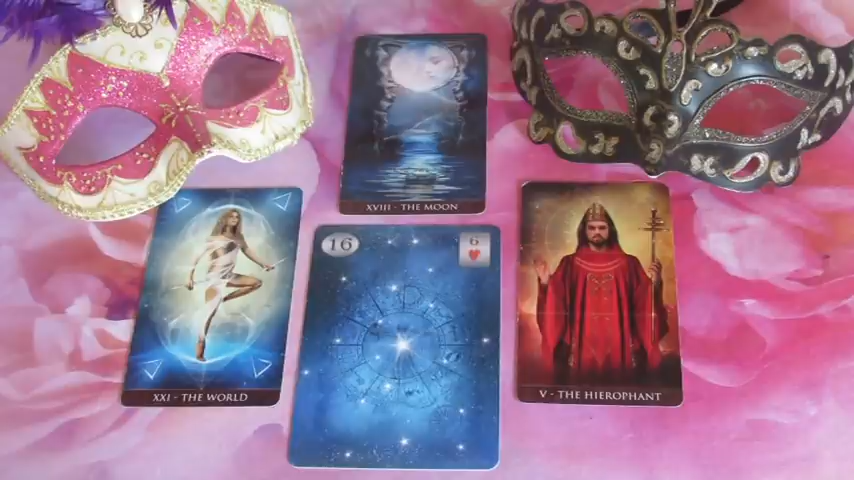 XVIII - THE MOON
XXI - THE WORLD
16
6
V - THE HIEROPHANT